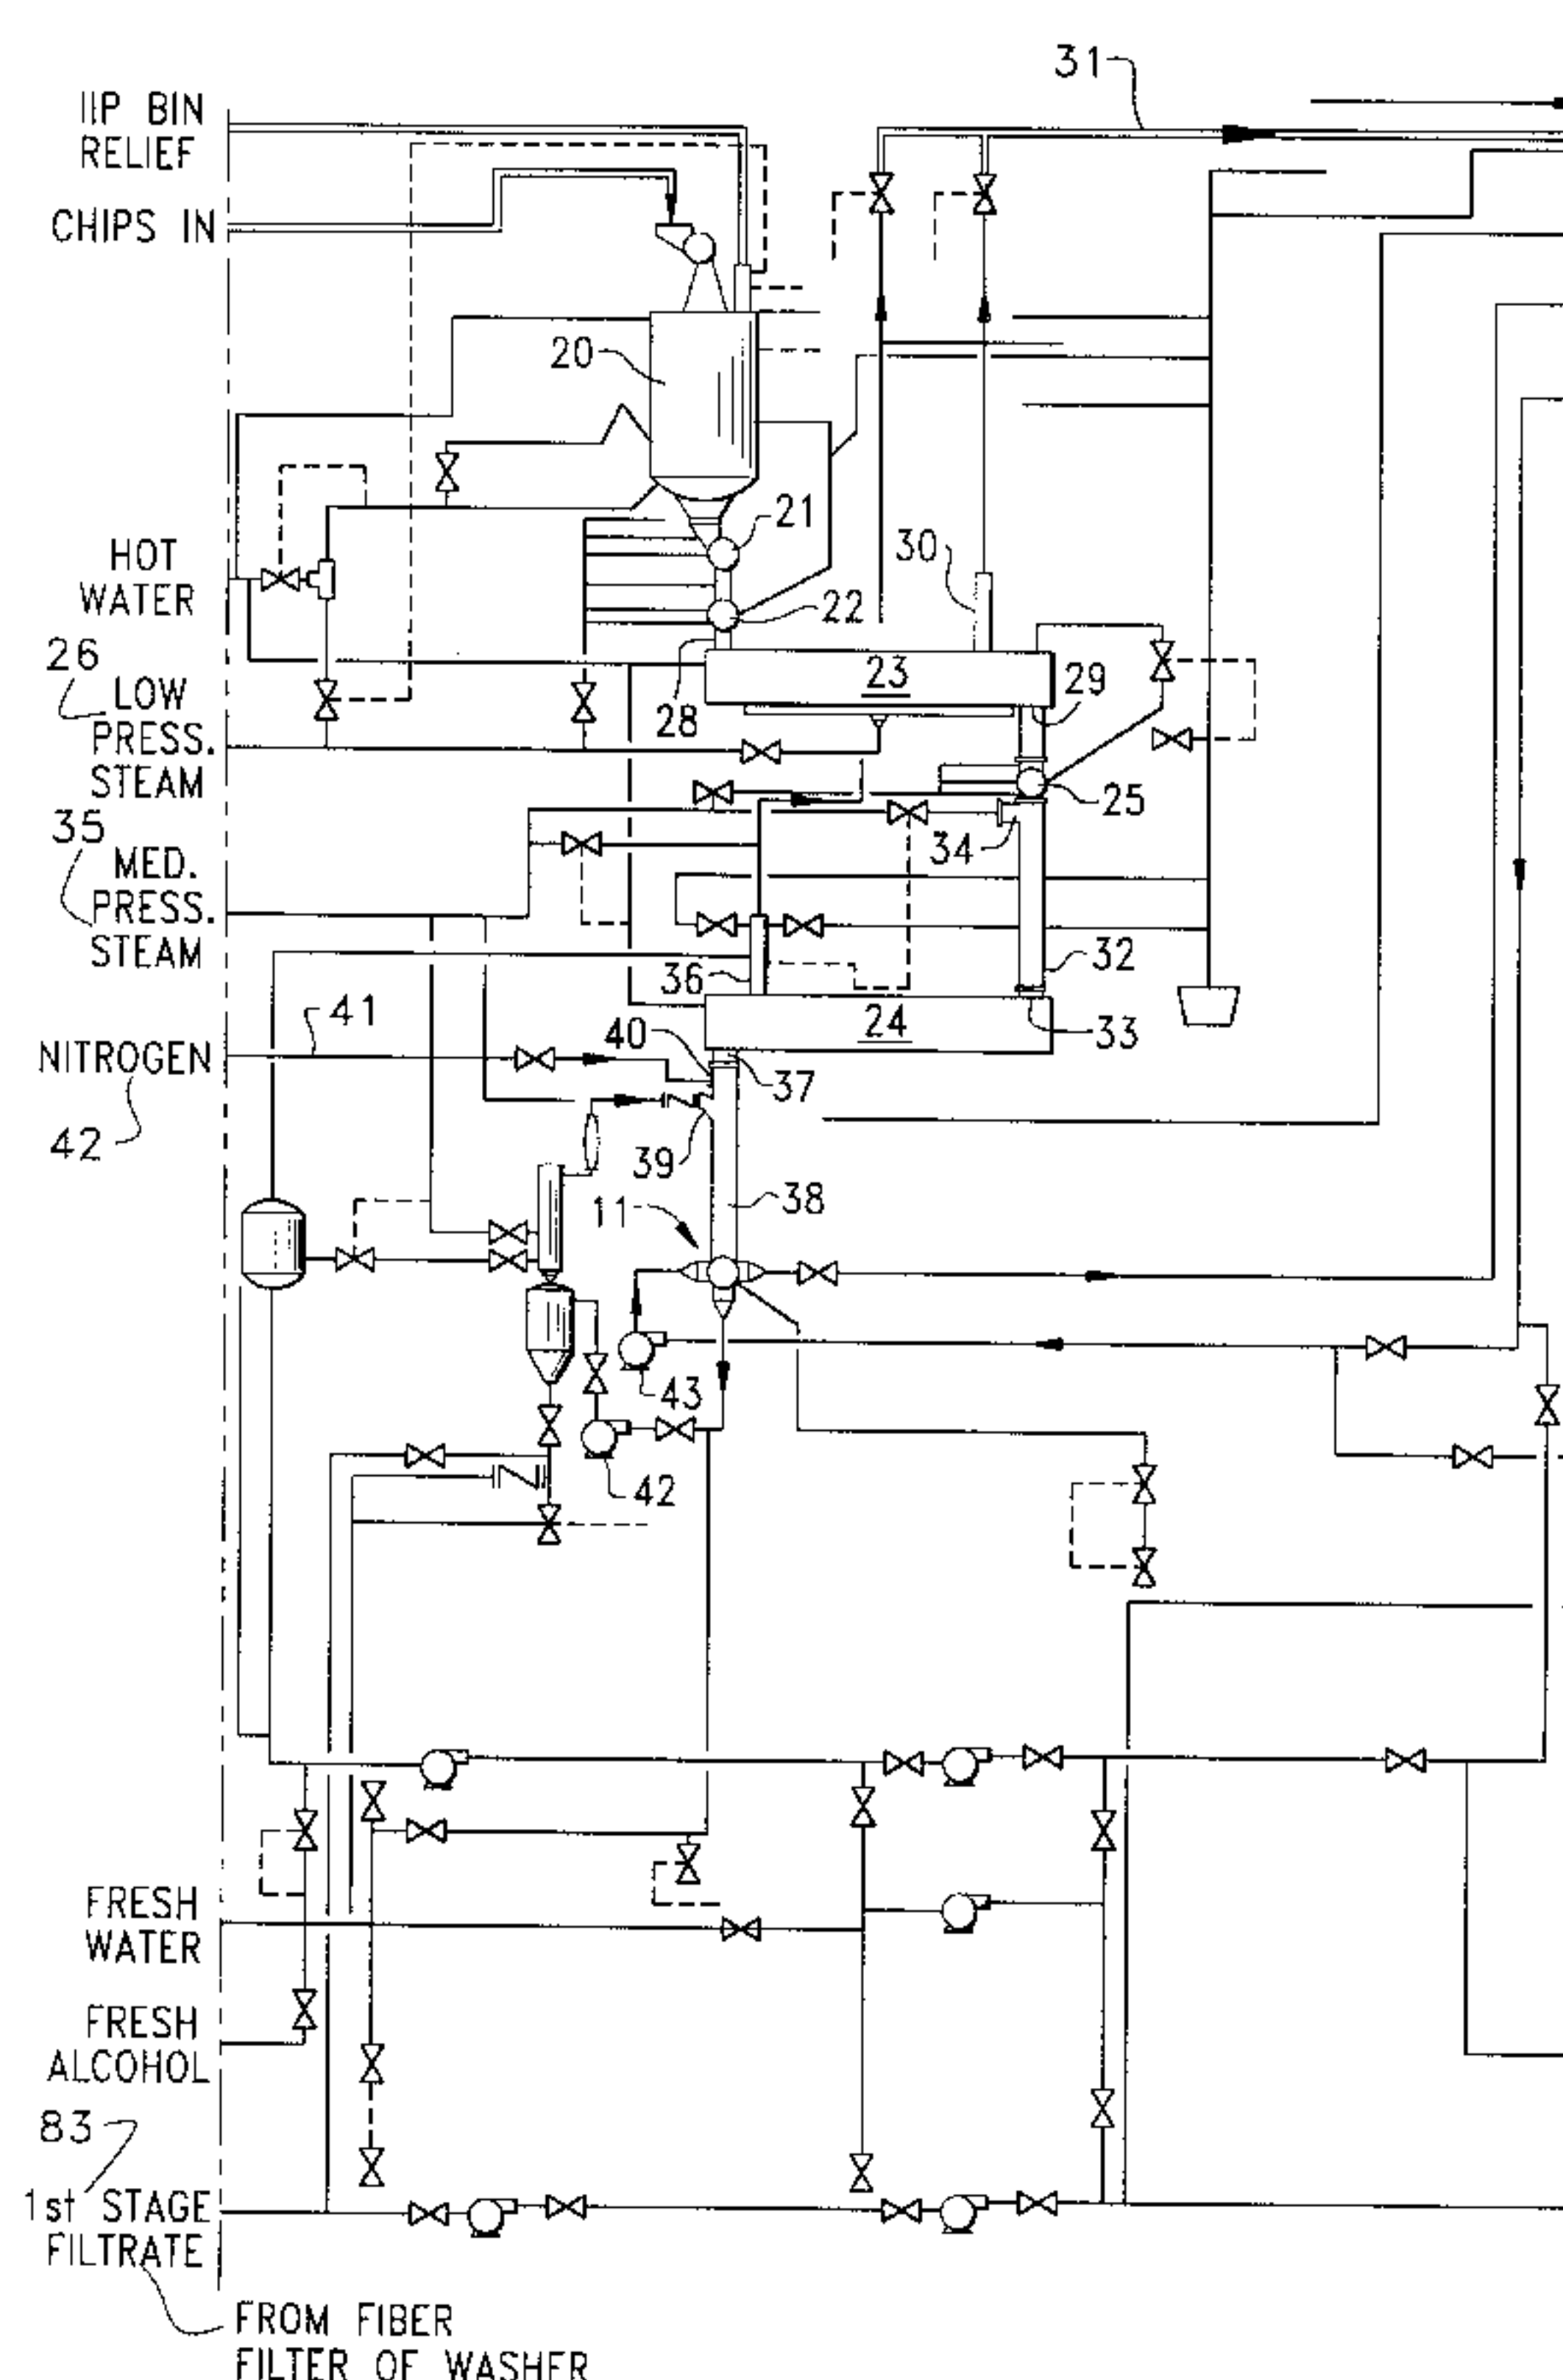 31
IIP BIN
RELIEF
CHIPS IN
20
21
HOT
WATER
30
22
26
LOW
PRESS.
STEAM
23
28
29
25
35
MED.
PRESS.
STEAM
34
36
32
41
NITROGEN
24
40
33
37
42
39
38
11
43
42
FRESH
WATER
FRESH
ALCOHOL
83
1st STAGE
FILTRATE
FROM FIBER
FILTER OF WASHER